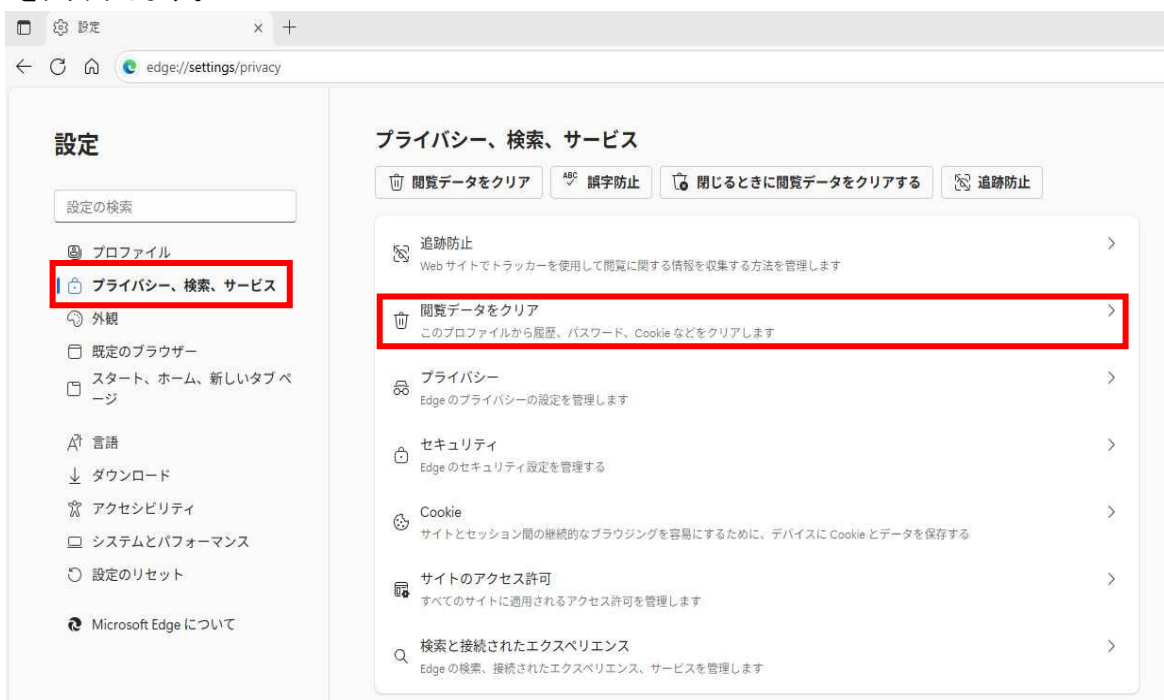 設定
edge://settings/privacy
設定
設定の検索
プロファイル
プライバシー、検索、サービス
外観
既定のブラウザー
スタート、ホーム、新しいタブ ペ
ージ
言語
ダウンロード
アクセシビリティ
システムとパフォーマンス
設定のリセット
Microsoft Edge について
プライバシー、検索、サービス
閲覧データをクリア
ABC 誤字防止
閉じるときに閲覧データをクリアする
追跡防止
追跡防止
Web サイトでトラッカーを使用して閲覧に関する情報を収集する方法を管理します
閲覧データをクリア
このプロファイルから履歴、パスワード、Cookie などをクリアします
プライバシー
Edge のプライバシーの設定を管理します
セキュリティ
Edge のセキュリティ設定を管理する
Cookie
サイトとセッション間の継続的なブラウジングを容易にするために、デバイスに Cookie とデータを保存する
サイトのアクセス許可
すべてのサイトに適用されるアクセス許可を管理します
検索と接続されたエクスペリエンス
Edge の検索、接続されたエクスペリエンス、サービスを管理します